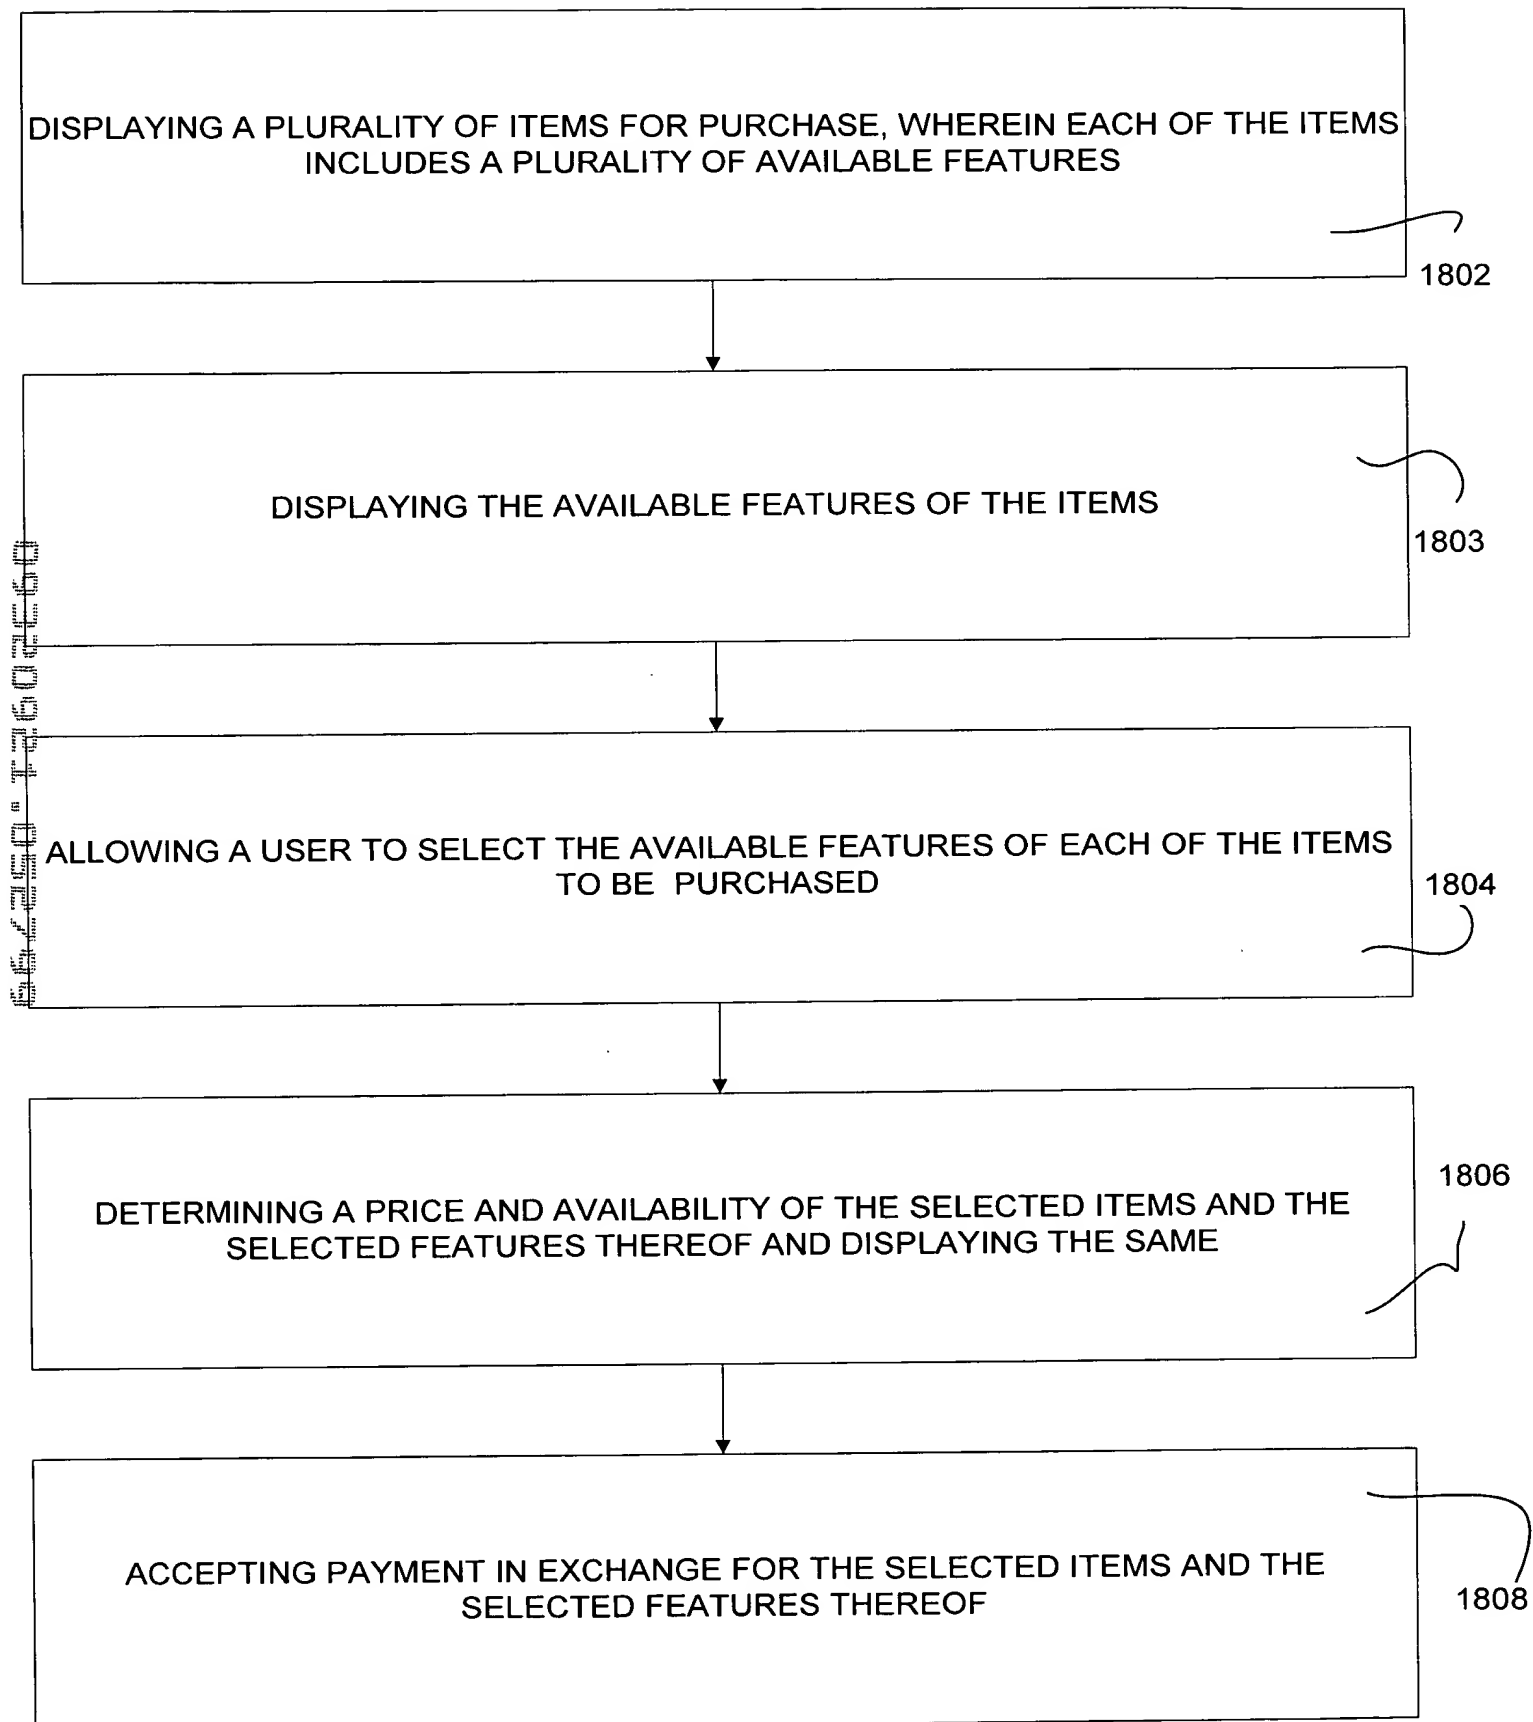 DISPLAYING A PLURALITY OF ITEMS FOR PURCHASE, WHEREIN EACH OF THE ITEMS
INCLUDES A PLURALITY OF AVAILABLE FEATURES
1802
DISPLAYING THE AVAILABLE FEATURES OF THE ITEMS
1803
ALLOWING A USER TO SELECT THE AVAILABLE FEATURES OF EACH OF THE ITEMS
TO BE PURCHASED
1804
DETERMINING A PRICE AND AVAILABILITY OF THE SELECTED ITEMS AND THE
SELECTED FEATURES THEREOF AND DISPLAYING THE SAME
1806
ACCEPTING PAYMENT IN EXCHANGE FOR THE SELECTED ITEMS AND THE
SELECTED FEATURES THEREOF
1808